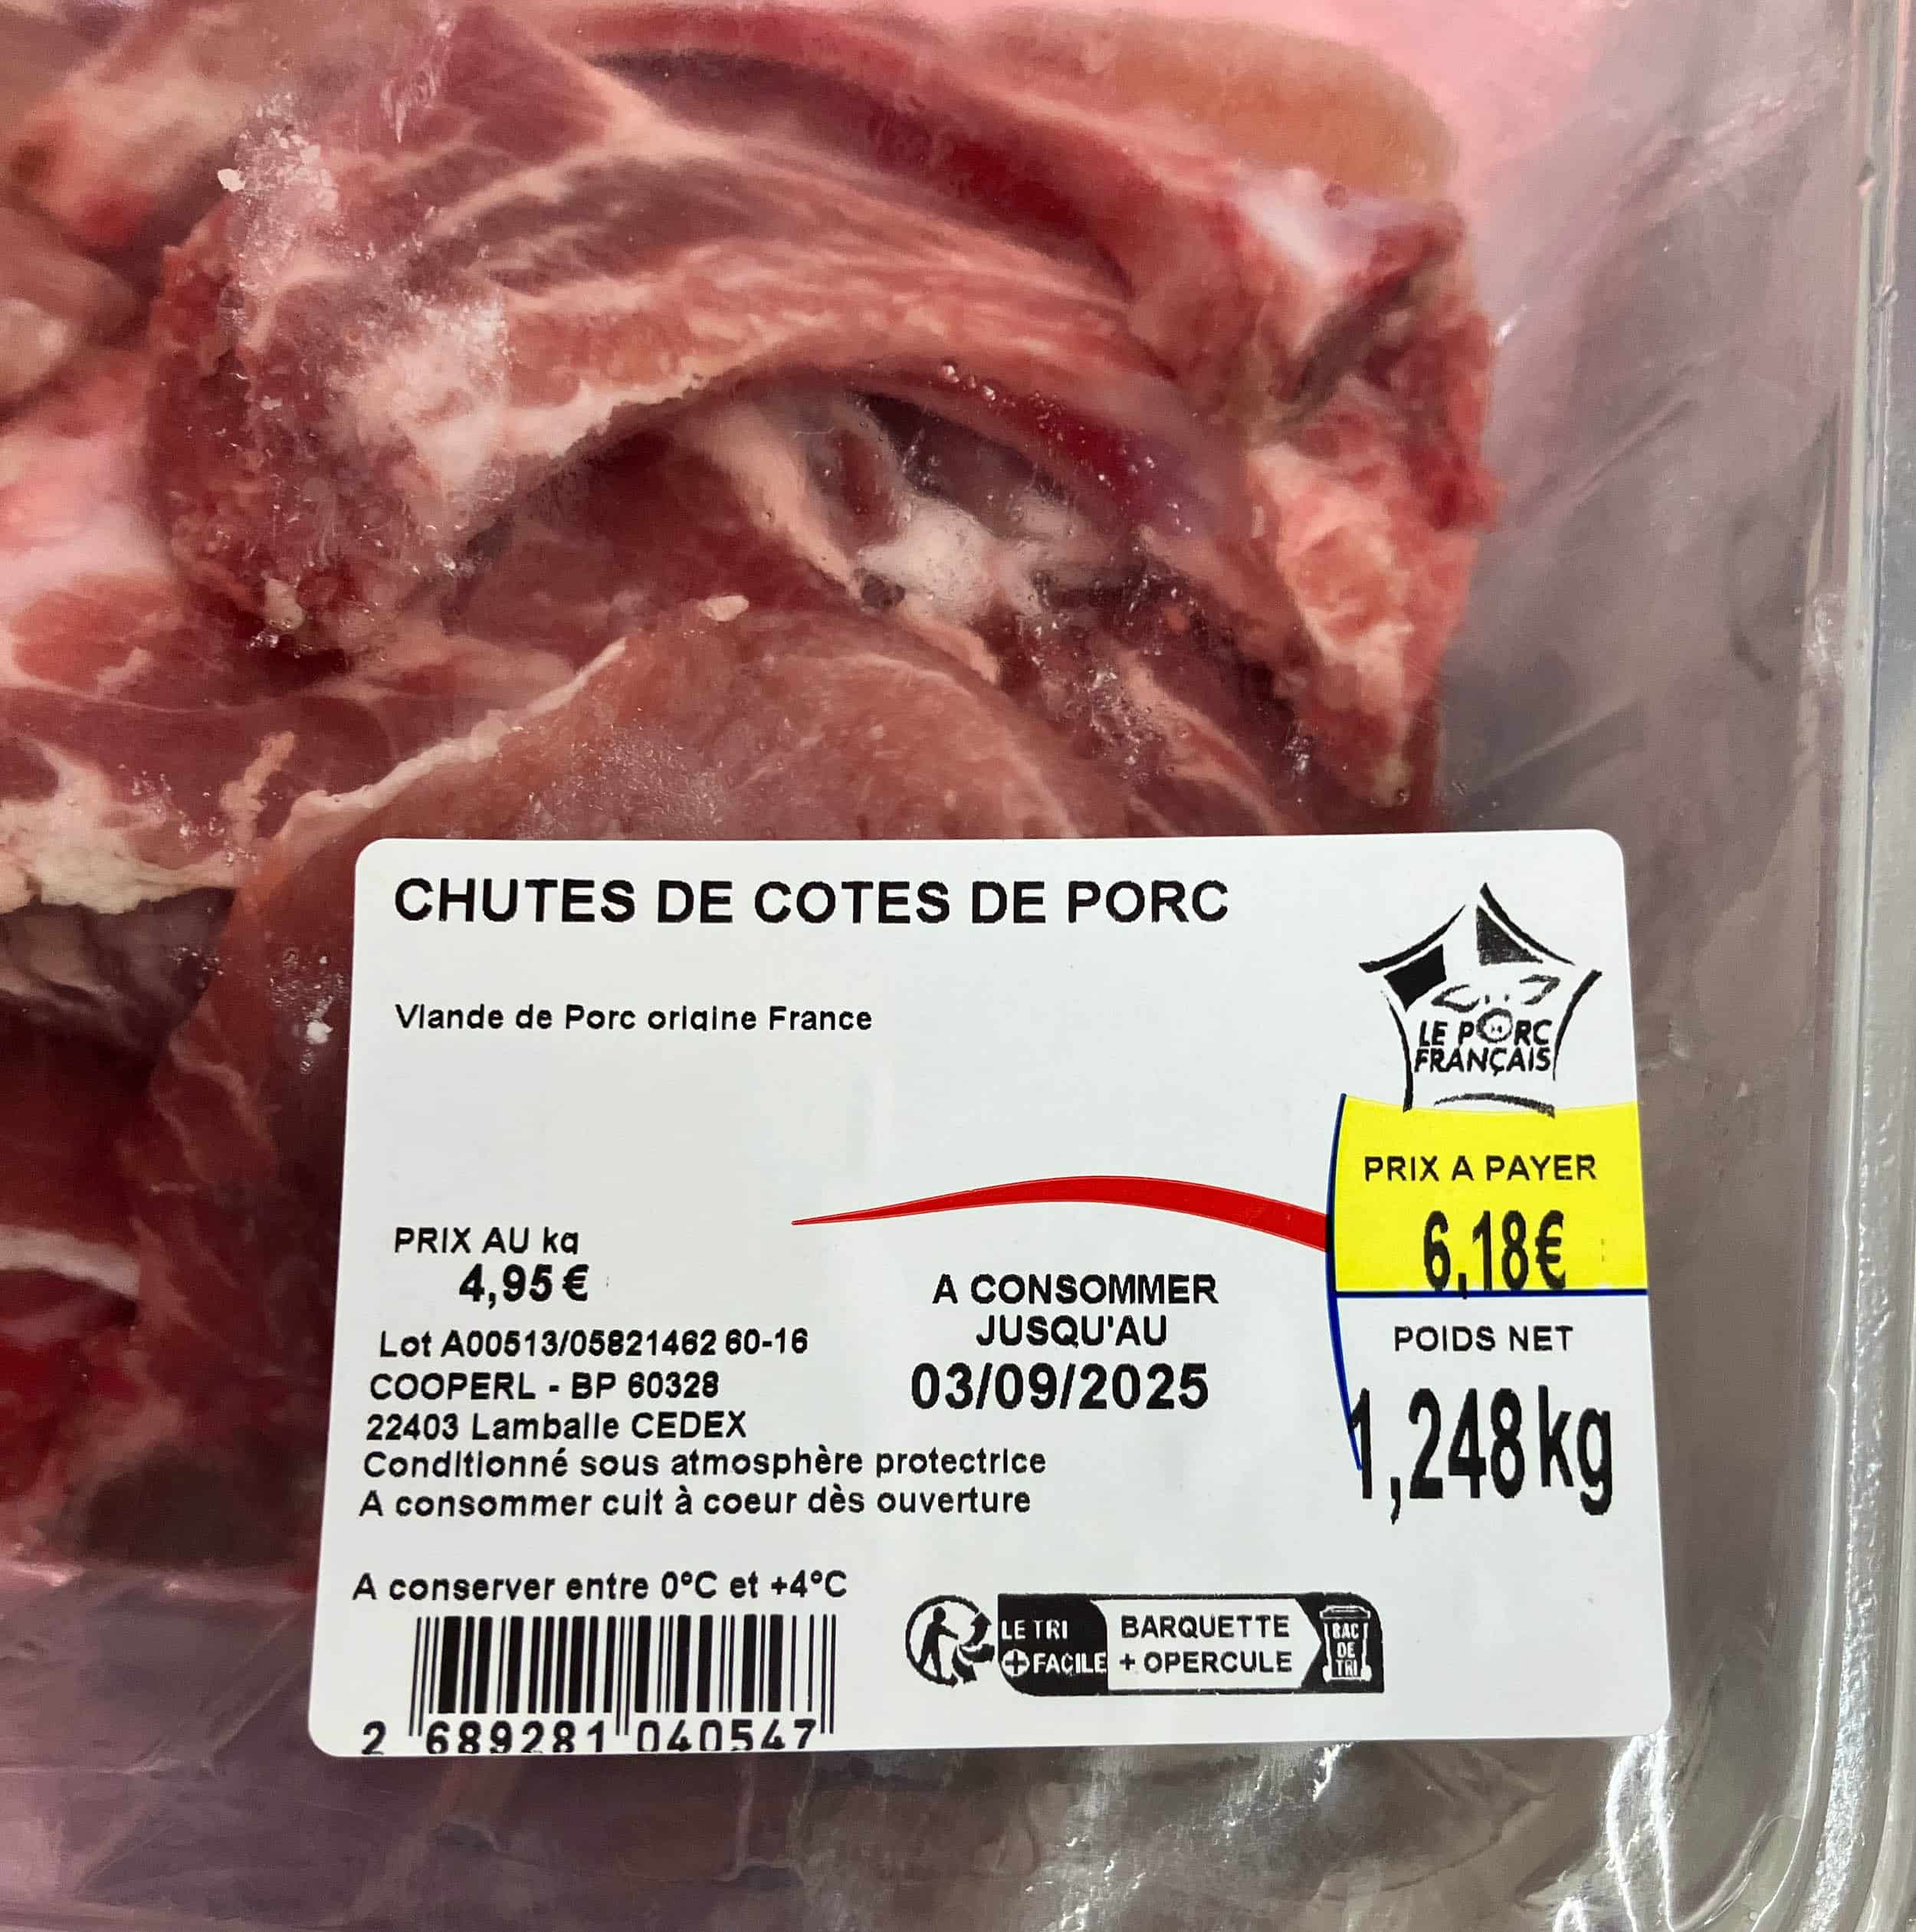 CHUTES DE COTES DE PORC
Viande de Porc origine France
LE PORC
FRANÇAIS
PRIX A PAYER
6,18€
PRIX AU kg
4,95 €
A CONSOMMER
JUSQU'AU
03/09/2025
POIDS NET
1,248 kg
Lot A00513/05821462 60-16
COOPERL - BP 60328
22403 Lamballe CEDEX
Conditionné sous atmosphère protectrice
A consommer cuit à coeur dès ouverture
A conserver entre 0°C et +4°C
2 689281 040547
LE TRI
+ FACILE
BARQUETTE
+ OPERCULE
BAC
DE
TRI